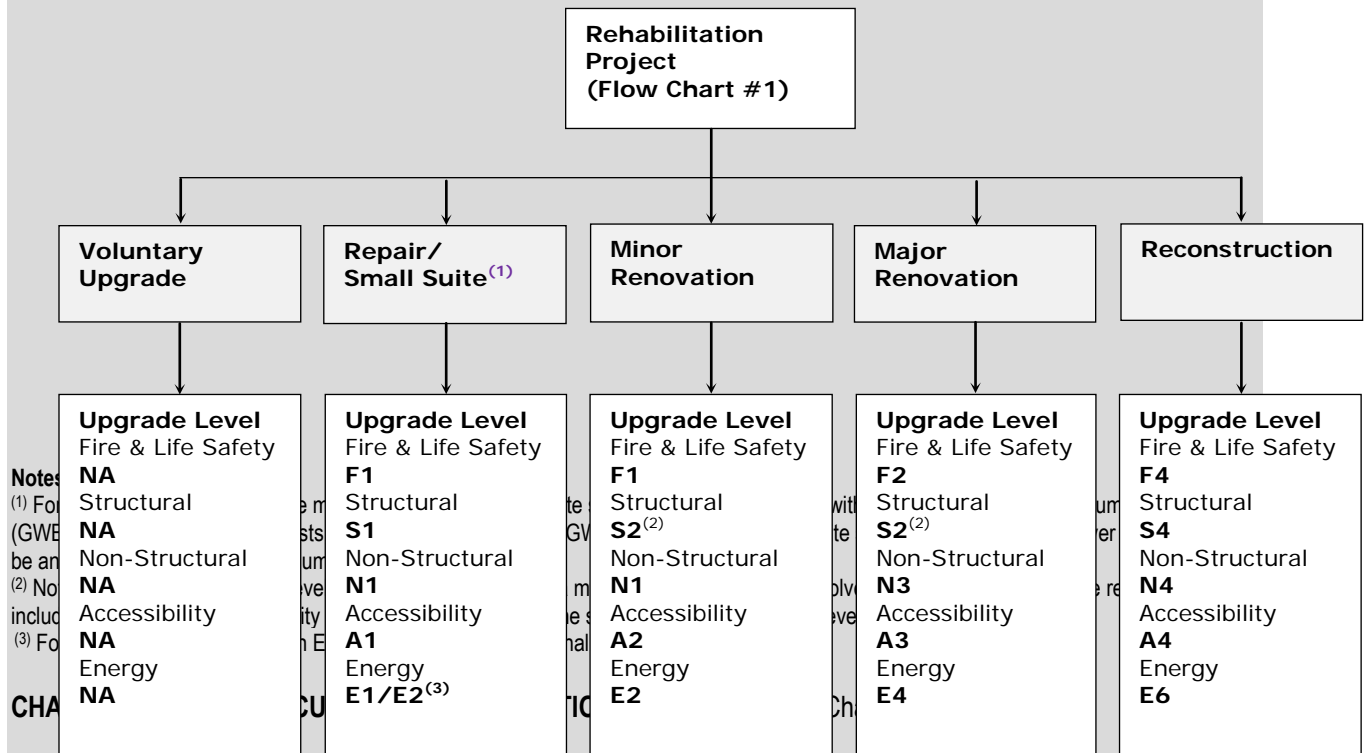 Rehabilitation
Project
(Flow Chart #1)
Voluntary
Upgrade
Repair/
Small Suite(1)
Minor
Renovation
Major
Renovation
Reconstruction
Upgrade Level
Fire & Life Safety
NA
Structural
NA
Non-Structural
NA
Accessibility
NA
Energy
NA
Upgrade Level
Fire & Life Safety
F1
Structural
S1
Non-Structural
N1
Accessibility
A1
Energy
E1/E2(3)
Upgrade Level
Fire & Life Safety
F1
Structural
S2(2)
Non-Structural
N1
Accessibility
A2
Energy
E2
Upgrade Level
Fire & Life Safety
F2
Structural
S2(2)
Non-Structural
N3
Accessibility
A3
Energy
E4
Upgrade Level
Fire & Life Safety
F4
Structural
S4
Non-Structural
N4
Accessibility
A4
Energy
E6
(1)
be an
(2)
(3)